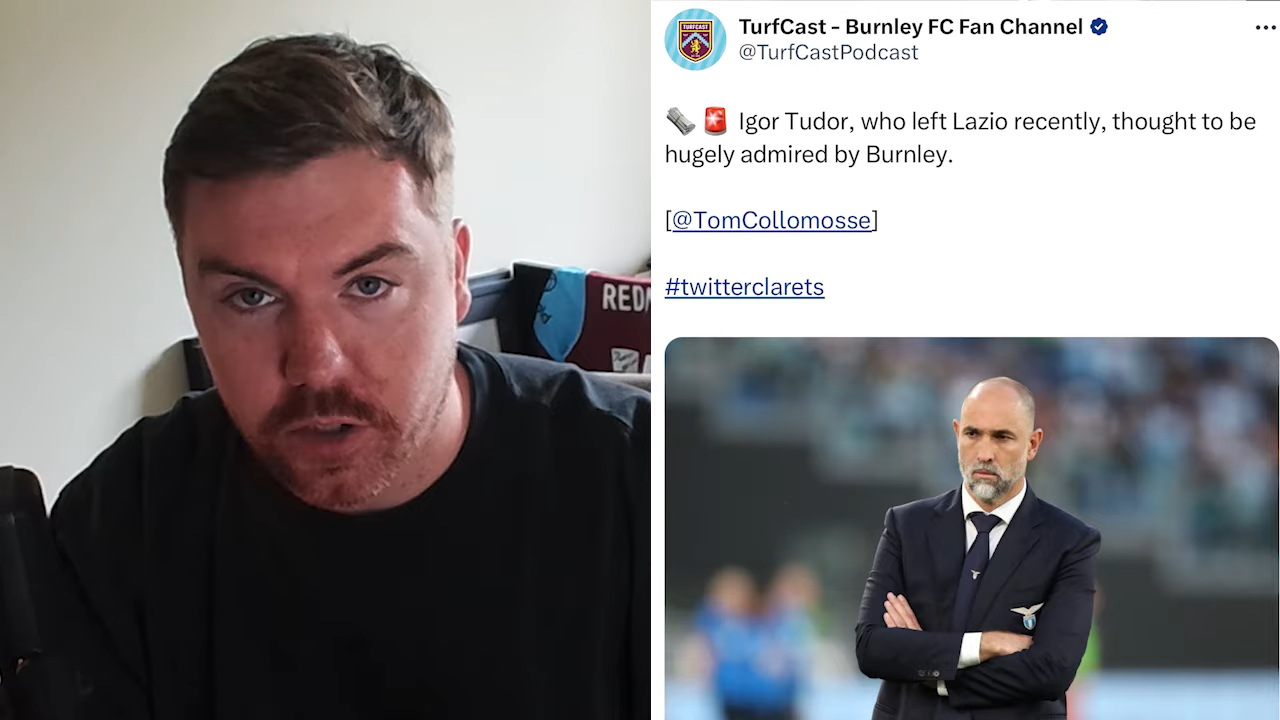 TurfCast - Burnley FC Fan Channel
@TurfCastPodcast
Igor Tudor, who left Lazio recently, thought to be
hugely admired by Burnley.
[@TomCollomosse]
#twitterclarets
TURFCAST